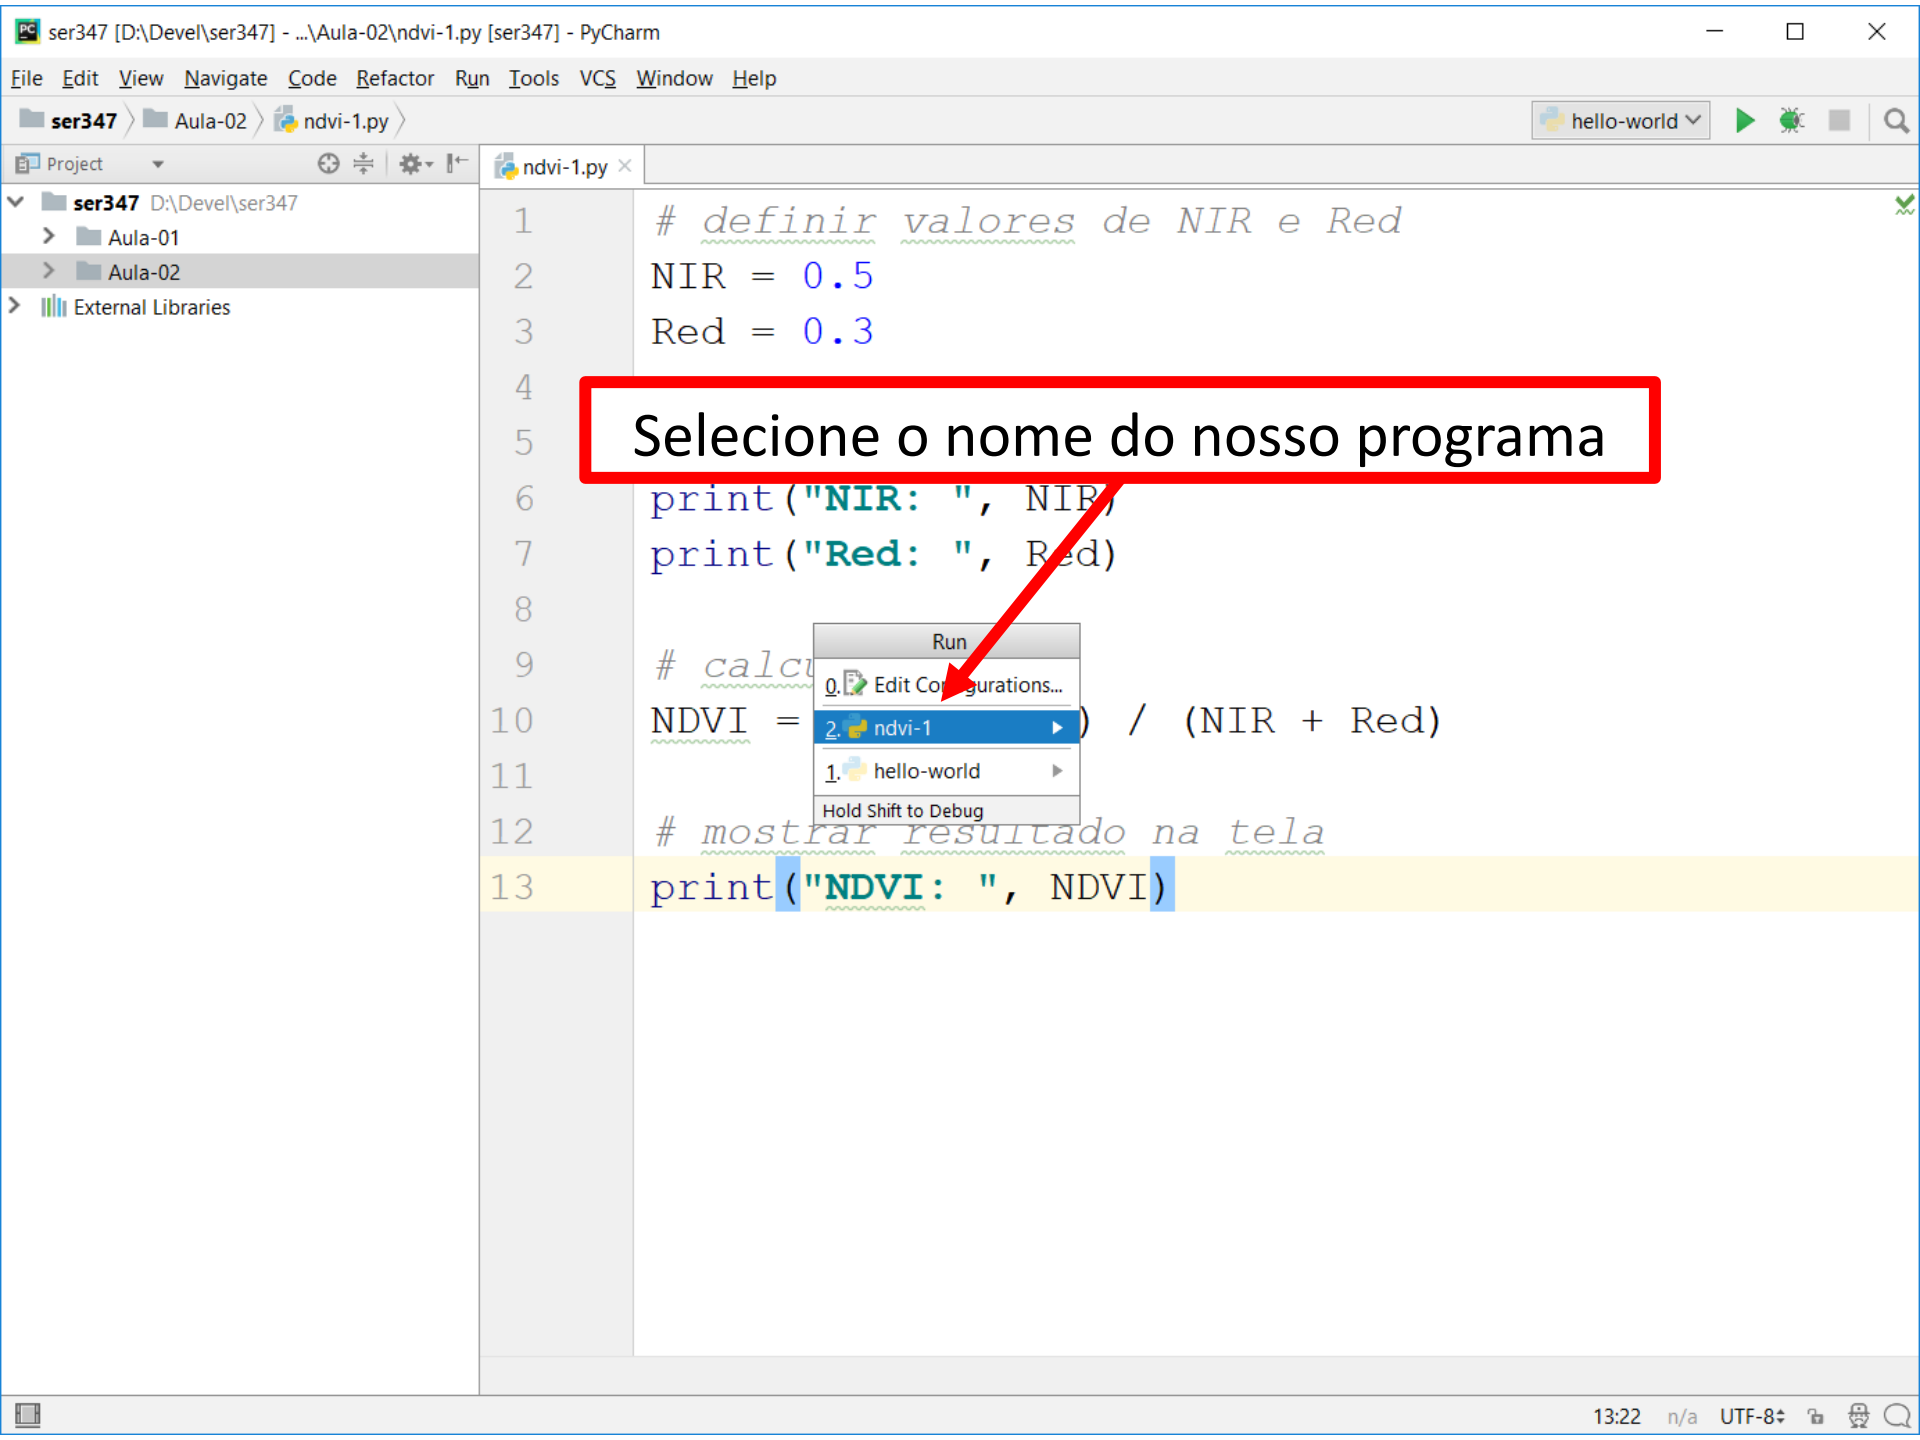 ser347 [D:\Devel\ser347] - ...\Aula-02\ndvi-1.py [ser347] - PyCharm
File Edit View Navigate Code Refactor Run Tools VCS Window Help
ser347 Aula-02 ndvi-1.py
hello-world
Project
ndvi-1.py
ser347 D:\Devel\ser347
Aula-01
Aula-02
External Libraries
1 # definir valores de NIR e Red
2 NIR = 0.5
3 Red = 0.3
4
5
Selecione o nome do nosso programa
6 print("NIR: ", NIR)
7 print("Red: ", Red)
8
9 #
10 NDVI = ) / (NIR + Red)
11
12 # mostrar resultado na tela
13 print("NDVI: ", NDVI)
Run
0. Edit Configurations...
2. ndvi-1
1. hello-world
Hold Shift to Debug
13:22 n/a UTF-8